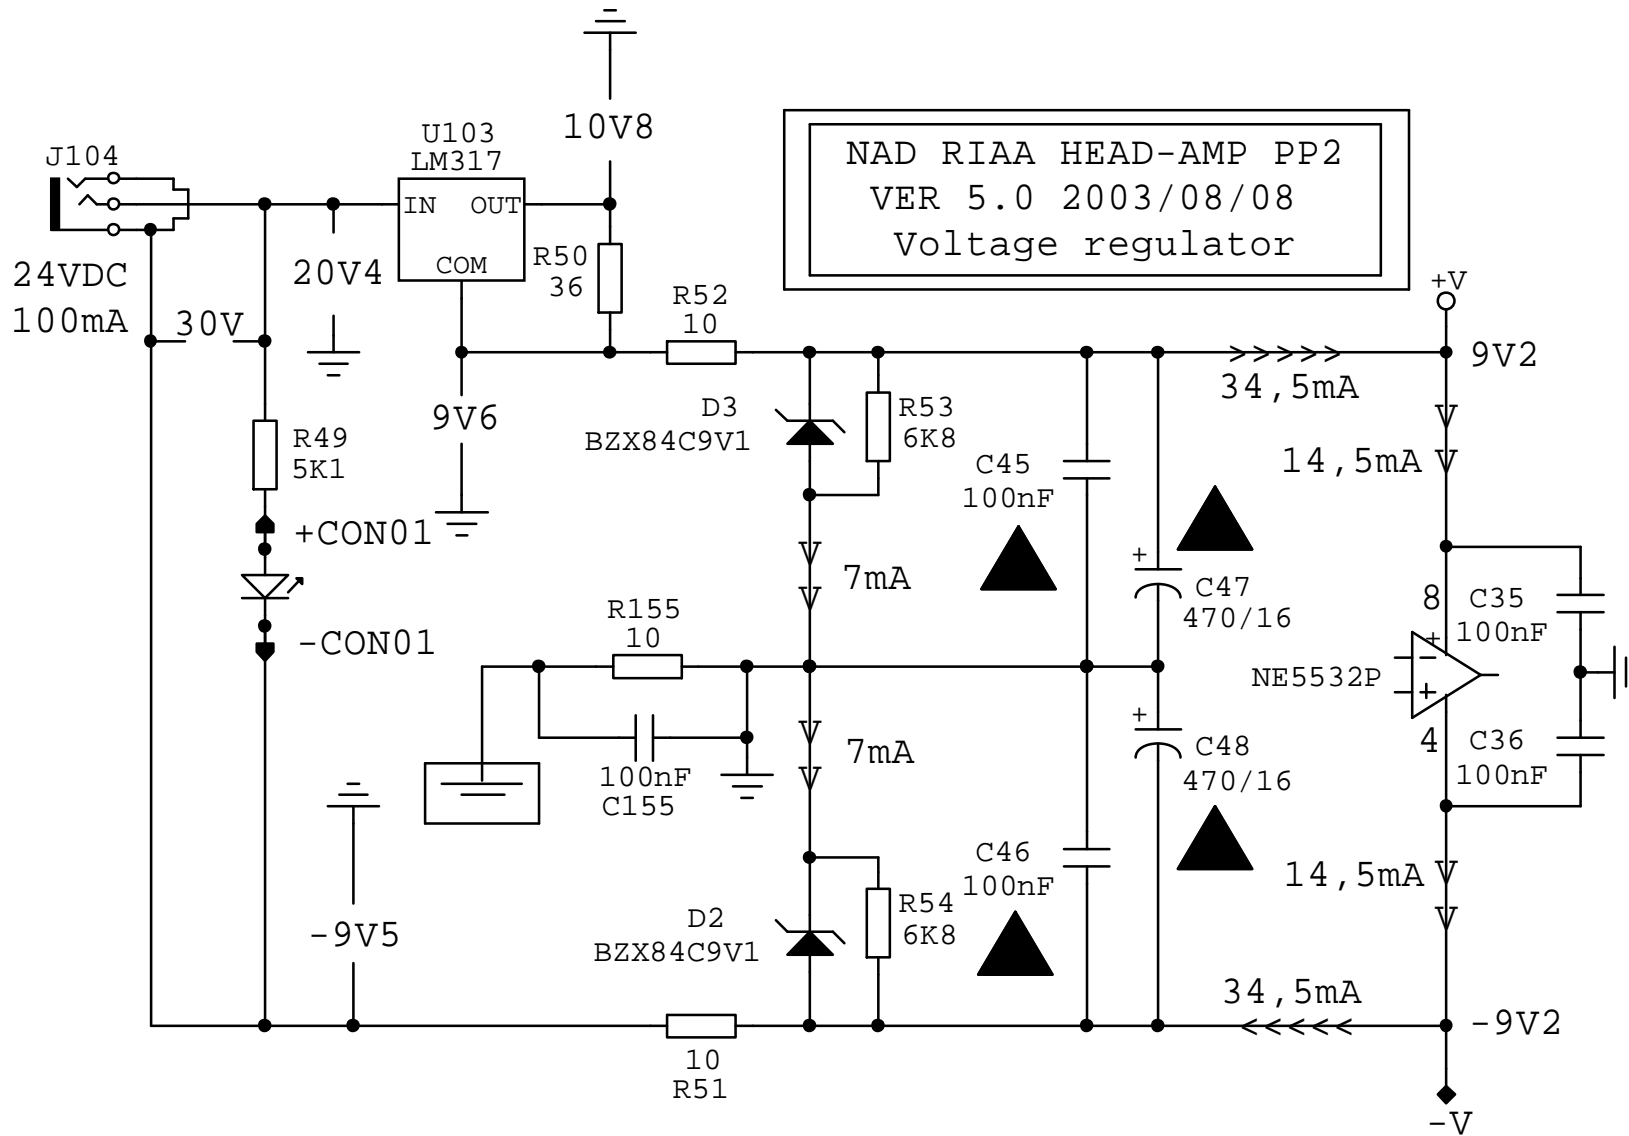 10V8
U103
LM317
J104
IN OUT
COM
NAD RIAA HEAD-AMP PP2
VER 5.0 2003/08/08
Voltage regulator
24VDC
100mA
20V4
30V
R50
36
R52
10
+V
9V2
34,5mA
9V6
D3
BZX84C9V1
R53
6K8
R49
5K1
C45
100nF
14,5mA
+CON01
-CON01
7mA
+
C47
470/16
8
C35
100nF
R155
10
NE5532P
+
-
+
4
C36
100nF
7mA
+
C48
470/16
100nF
C155
C46
100nF
14,5mA
-9V5
D2
BZX84C9V1
R54
6K8
34,5mA
-9V2
10
R51
-V